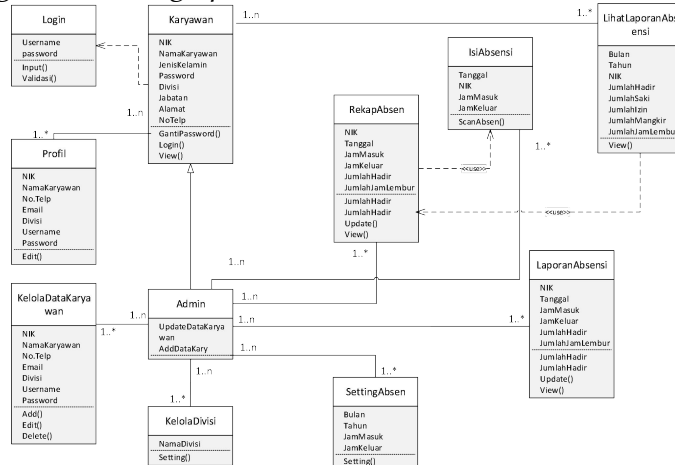 Login
Username
password
Input()
Validasi()
Karyawan
NIK
NamaKaryawan
JenisKelamin
Password
Divisi
Jabatan
Alamat
NoTelp
GantiPassword()
Login()
View()
1..n
1..*
LihatLaporanAbs
ensi
Bulan
Tahun
NIK
JumlahHadir
JumlahSaki
JumlahIzin
JumlahMangkir
JumlahJamLembur
View()
IsiAbsensi
Tanggal
NIK
JamMasuk
JamKeluar
ScanAbsen()
1..*
RekapAbsen
NIK
Tanggal
JamMasuk
JamKeluar
JumlahHadir
JumlahJamLembur
JumlahHadir
JumlahHadir
Update()
View()
<<use>>
<<use>>
1..n
1..*
Profil
NIK
NamaKaryawan
No.Telp
Email
Divisi
Username
Password
Edit()
1..n
1..*
LaporanAbsensi
NIK
Tanggal
JamMasuk
JamKeluar
JumlahHadir
JumlahJamLembur
JumlahHadir
JumlahHadir
Update()
View()
KelolaDataKarya
wan
NIK
NamaKaryawan
No.Telp
Email
Divisi
Username
Password
Add()
Edit()
Delete()
1..n
1..*
Admin
UpdateDataKarya
wan
AddDataKary
1..n
1..n
1..*
1..n
1..n
1..*
1..*
KelolaDivisi
NamaDivisi
Setting()
SettingAbsen
Bulan
Tahun
JamMasuk
JamKeluar
Setting()